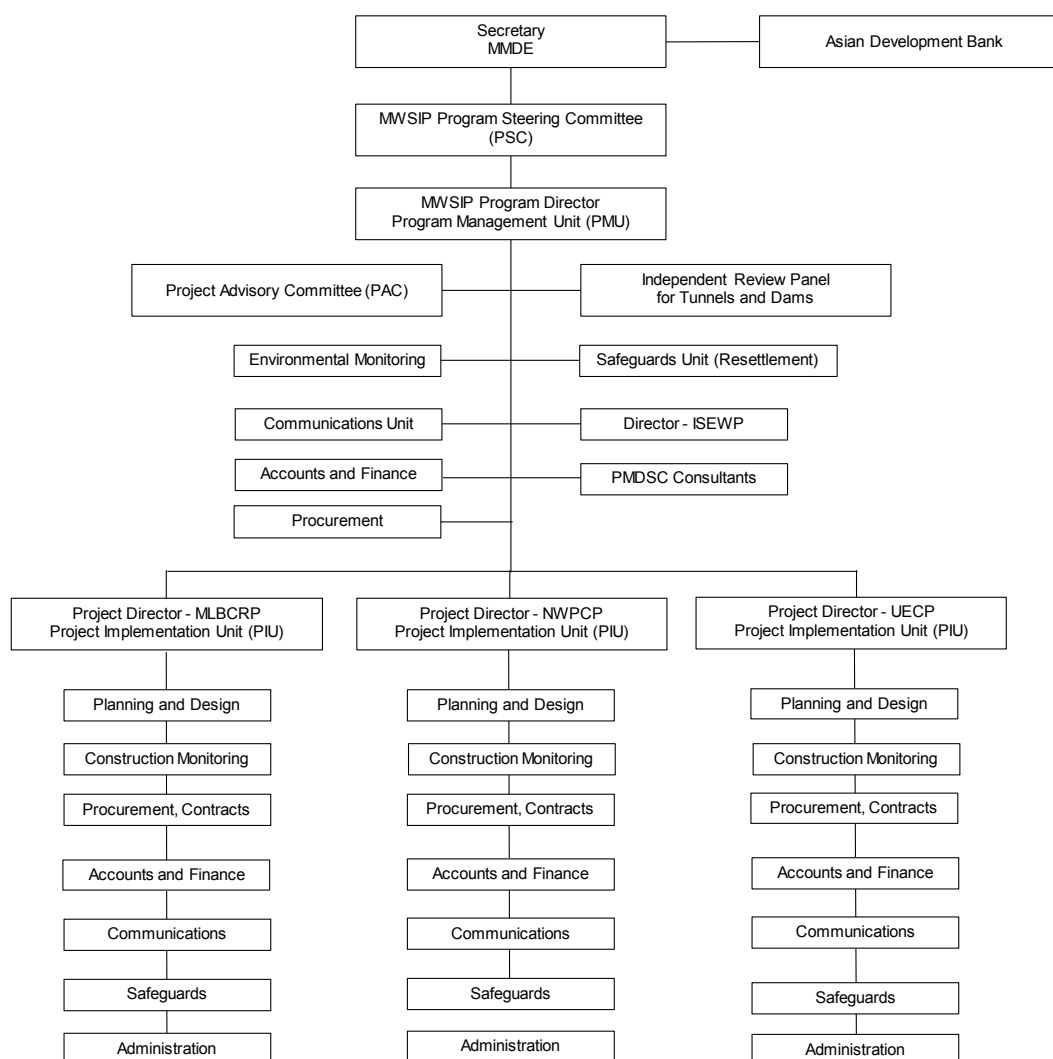 Secretary
MMDE
Asian Development Bank
MWSIP Program Steering Committee
(PSC)
MWSIP Program Director
Program Management Unit (PMU)
Project Advisory Committee (PAC)
Independent Review Panel
for Tunnels and Dams
Environmental Monitoring
Safeguards Unit (Resettlement)
Communications Unit
Director - ISEWP
Accounts and Finance
PMDSC Consultants
Procurement
Project Director - MLBCRP
Project Implementation Unit (PIU)
Project Director - NWPCP
Project Implementation Unit (PIU)
Project Director - UECP
Project Implementation Unit (PIU)
Planning and Design
Planning and Design
Planning and Design
Construction Monitoring
Construction Monitoring
Construction Monitoring
Procurement, Contracts
Procurement, Contracts
Procurement, Contracts
Accounts and Finance
Accounts and Finance
Accounts and Finance
Communications
Communications
Communications
Safeguards
Safeguards
Safeguards
Administration
Administration
Administration